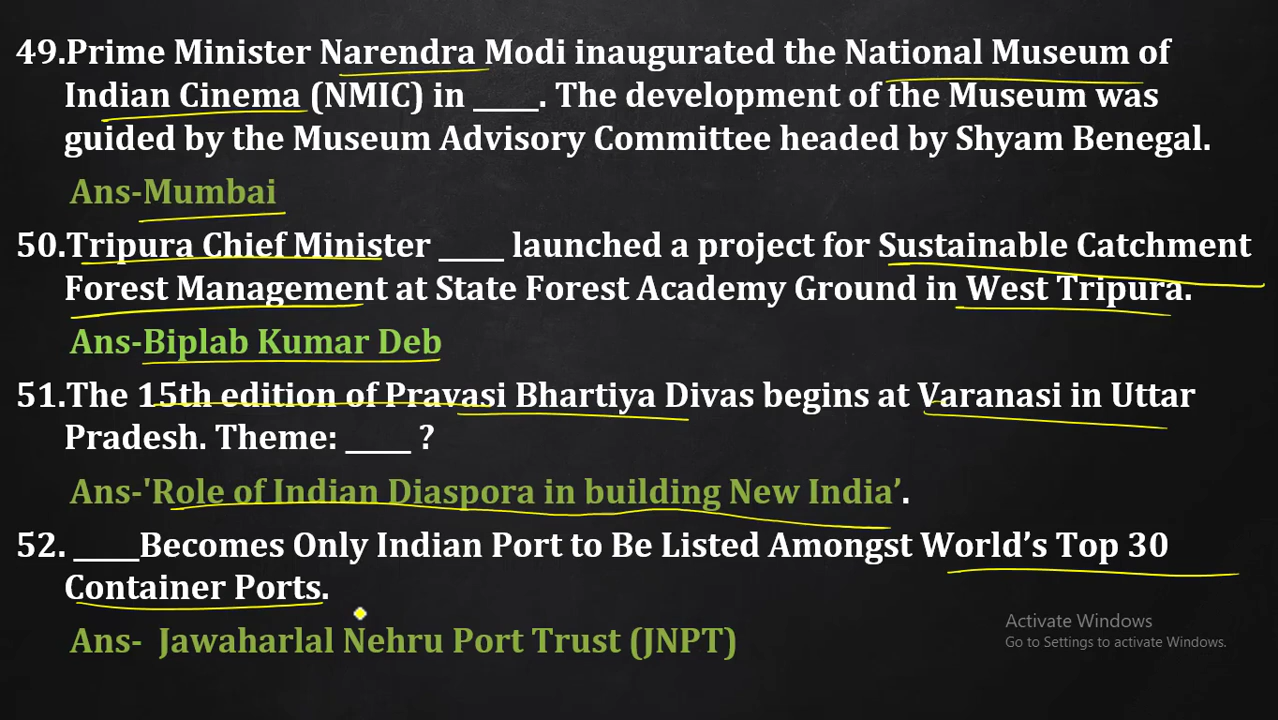 49.Prime Minister Narendra Modi inaugurated the National Museum of
Indian Cinema (NMIC) in ____. The development of the Museum was
guided by the Museum Advisory Committee headed by Shyam Benegal.
Ans-Mumbai
50.Tripura Chief Minister ____ launched a project for Sustainable Catchment
Forest Management at State Forest Academy Ground in West Tripura.
Ans-Biplab Kumar Deb
51.The 15th edition of Pravasi Bhartiya Divas begins at Varanasi in Uttar
Pradesh. Theme: ____ ?
Ans-'Role of Indian Diaspora in building New India’.
52. ____Becomes Only Indian Port to Be Listed Amongst World’s Top 30
Container Ports.
Ans- Jawaharlal Nehru Port Trust (JNPT)
Activate Windows
Go to Settings to activate Windows.